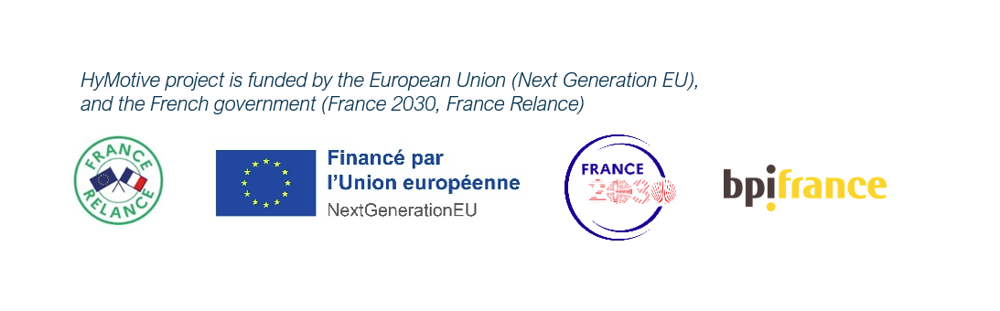 HyMotive project is funded by the European Union (Next Generation EU),
and the French government (France 2030, France Relance)
FRANCE
RELANCE
Financé par
l'Union européenne
NextGenerationEU
FRANCE
2030
bpifrance